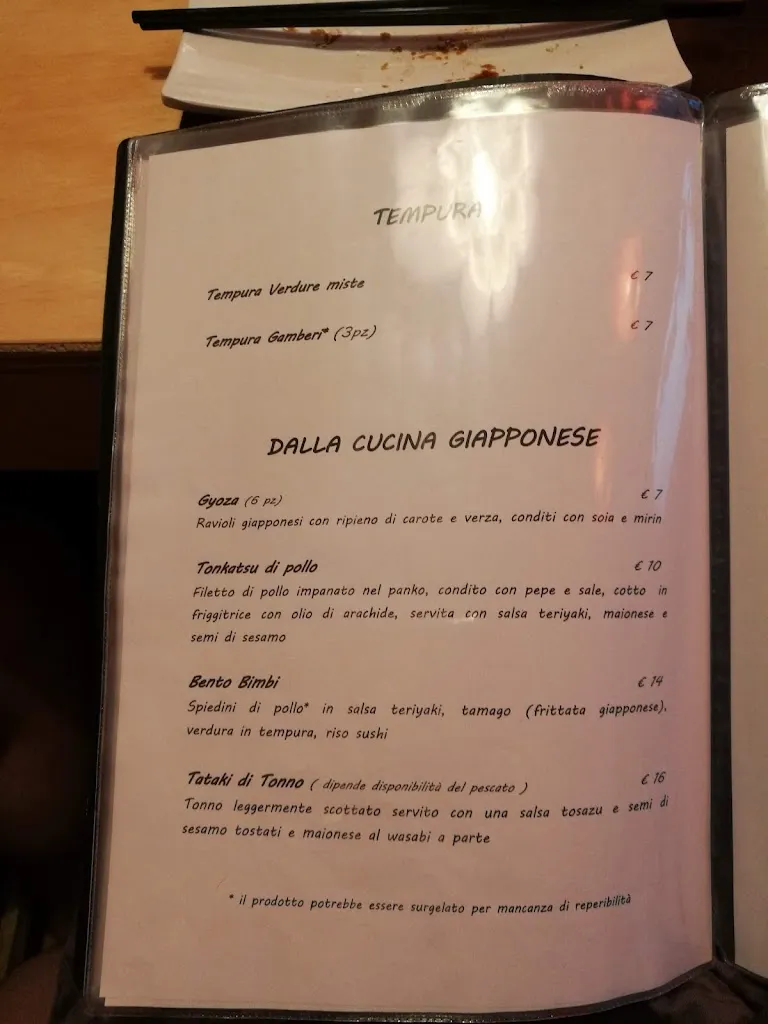 TEMPURA
Tempura Verdure miste € 7
Tempura Gamberi* (3pz) € 7
DALLA CUCINA GIAPPONESE
Gyoza (6 pz) € 7
Ravioli giapponesi con ripieno di carote e verza, conditi con soia e mirin
Tonkatsu di pollo € 10
Filetto di pollo impanato nel panko, condito con pepe e sale, cotto in
friggitrice con olio di arachide, servita con salsa teriyaki, maionese e
semi di sesamo
Bento Bimbi € 14
Spiedini di pollo* in salsa teriyaki, tamago (frittata giapponese),
verdura in tempura, riso sushi
Tataki di Tonno ( dipende disponibilità del pescato ) € 16
Tonno leggermente scottato servito con una salsa tosazu e semi di
sesamo tostati e maionese al wasabi a parte
* il prodotto potrebbe essere surgelato per mancanza di reperibilità